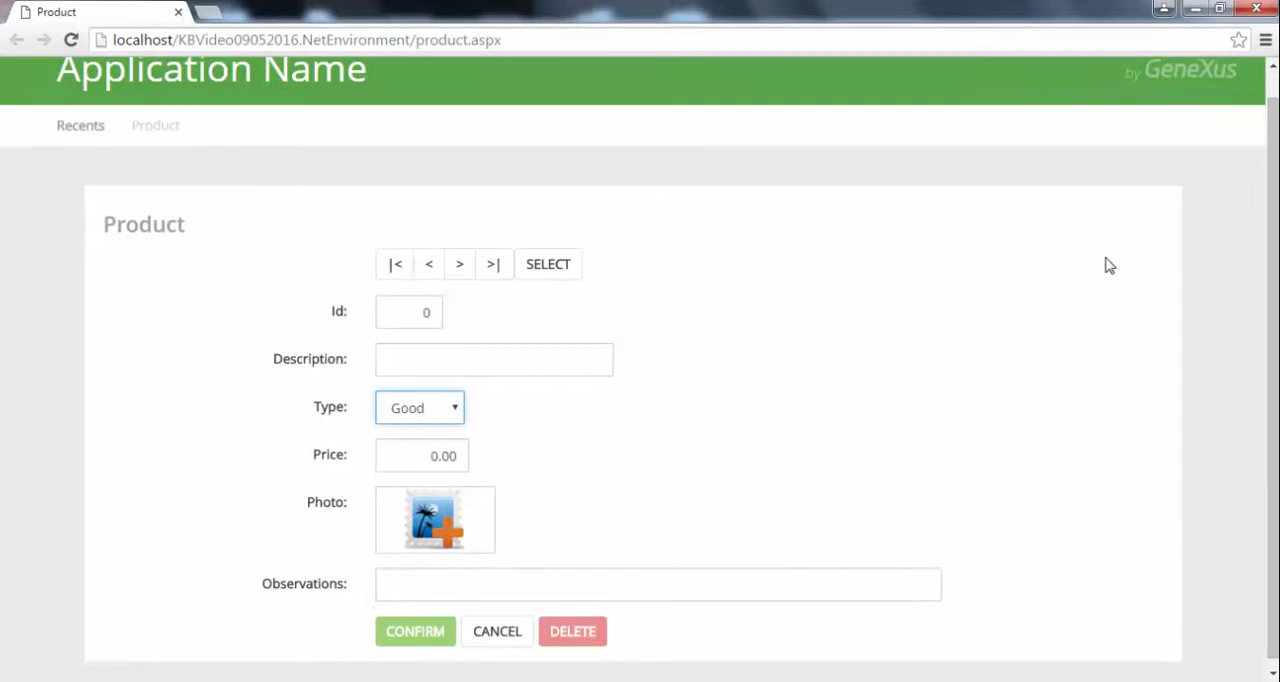 Product
localhost/KBVideo09052016.NetEnvironment/product.aspx
Application Name
by GeneXus
Recents Product
Product
|< < > >| SELECT
Id: 0
Description:
Type: Good
Price: 0.00
Photo:
Observations:
CONFIRM CANCEL DELETE